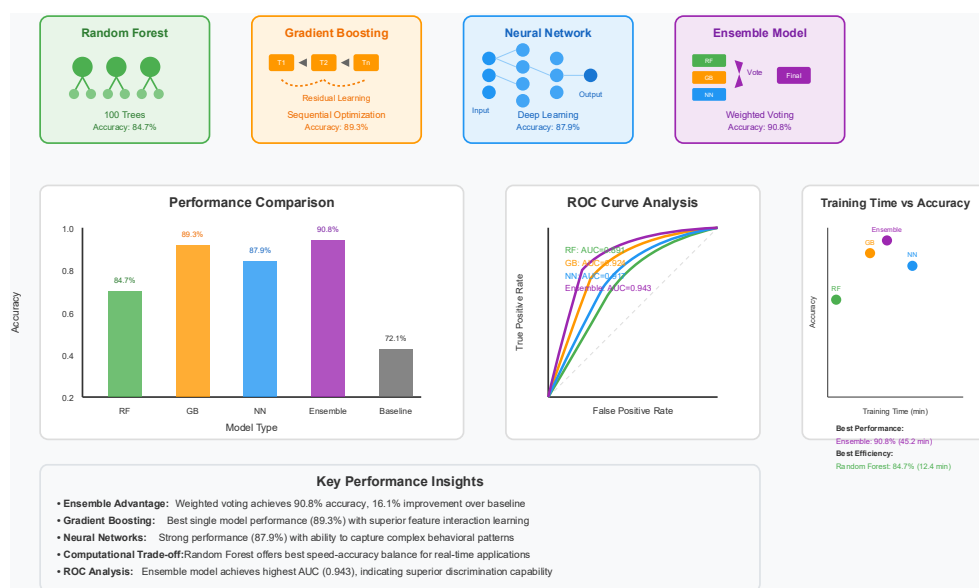 Random Forest
100 Trees
Accuracy: 84.7%
Gradient Boosting
T1 T2 Tn
Residual Learning
Sequential Optimization
Accuracy: 89.3%
Neural Network
Input
Output
Deep Learning
Accuracy: 87.9%
Ensemble Model
RF
GB
NN
Vote
Final
Weighted Voting
Accuracy: 90.8%
Performance Comparison
Accuracy
1.0
0.8
0.6
0.4
0.2
84.7%
89.3%
87.9%
90.8%
72.1%
RF GB NN Ensemble Baseline
Model Type
ROC Curve Analysis
True Positive Rate
RF:
GB:
NN:
Ensemble: AUC=0.943
False Positive Rate
Training Time vs Accuracy
Accuracy
Ensemble
GB
NN
RF
Training Time (min)
Best Performance:
Ensemble: 90.8% (45.2 min)
Best Efficiency:
Random Forest: 84.7% (12.4 min)
Key Performance Insights
• Ensemble Advantage: Weighted voting achieves 90.8% accuracy, 16.1% improvement over baseline
• Gradient Boosting: Best single model performance (89.3%) with superior feature interaction learning
• Neural Networks: Strong performance (87.9%) with ability to capture complex behavioral patterns
• Computational Trade-off:Random Forest offers best speed-accuracy balance for real-time applications
• ROC Analysis: Ensemble model achieves highest AUC (0.943), indicating superior discrimination capability